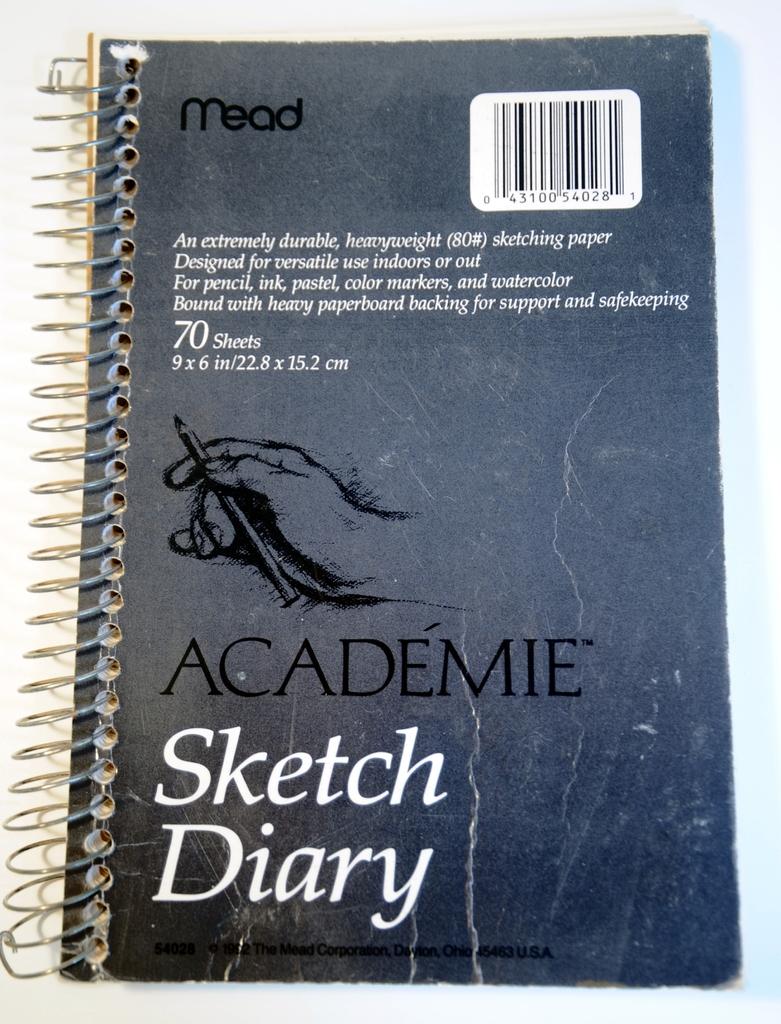 Mead
0 43100 54028 1
An extremely durable, heavyweight (80#) sketching paper
Designed for versatile use indoors or out
For pencil, ink, pastel, color markers, and watercolor
Bound with heavy paperboard backing for support and safekeeping
70 Sheets
9 x 6 in/22.8 x 15.2 cm
ACADÉMIE™
Sketch
Diary
54028 © 1992 The Mead Corporation, Dayton, Ohio 45463 U.S.A.